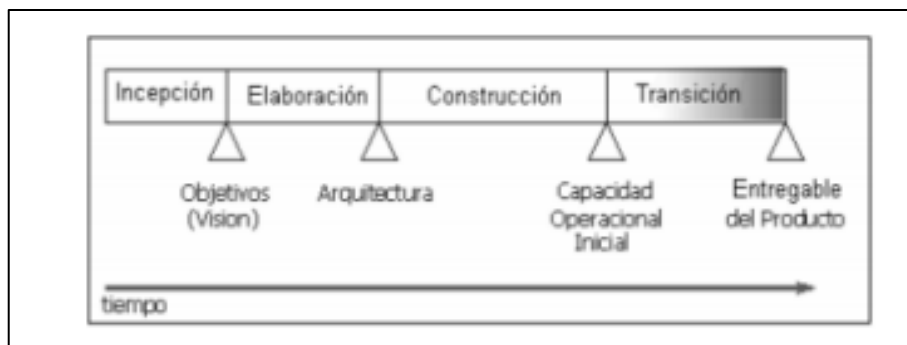 Incepción
Elaboración
Construcción
Transición
Objetivos
(Vision)
Arquitectura
Capacidad
Operacional
Inicial
Entregable
del Producto
tiempo